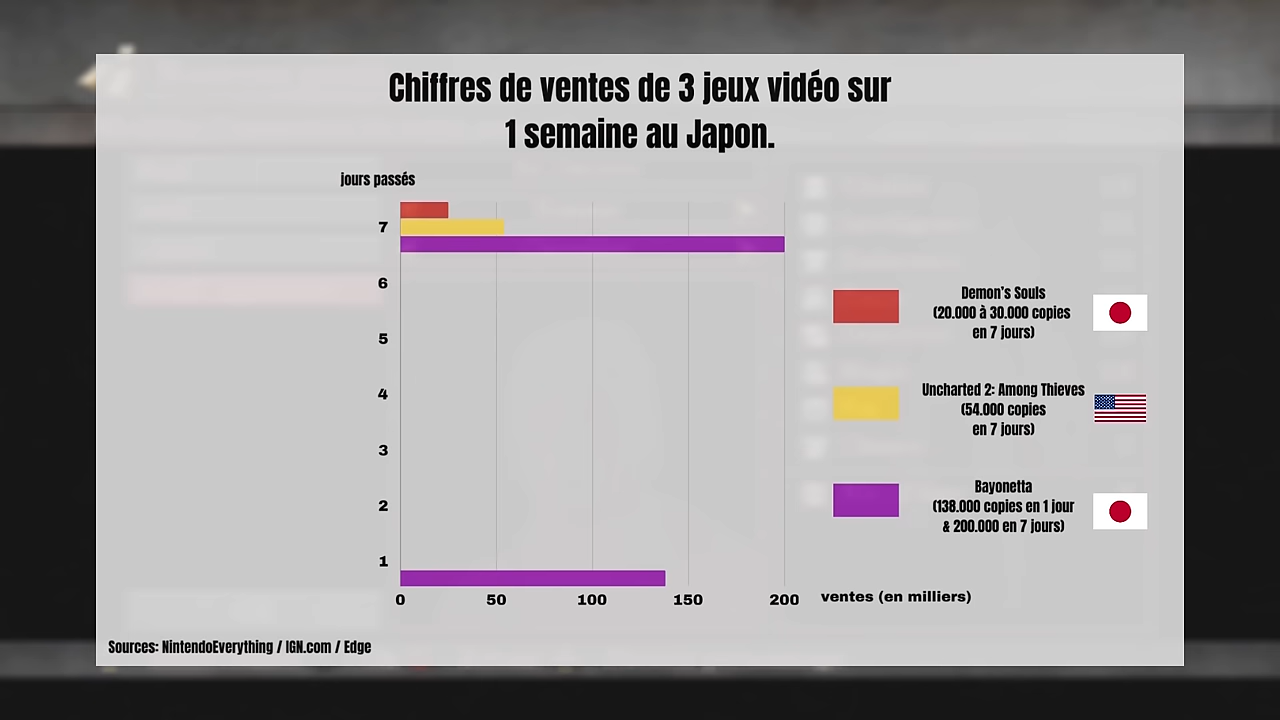 Chiffres de ventes de 3 jeux vidéo sur
1 semaine au Japon.
jours passés
7
6
5
4
3
2
1
0 50 100 150 200
ventes (en milliers)
Demon's Souls
(20.000 à 30.000 copies
en 7 jours)
Uncharted 2: Among Thieves
(54.000 copies
en 7 jours)
Bayonetta
(138.000 copies en 1 jour
& 200.000 en 7 jours)
Sources: NintendoEverything / IGN.com / Edge